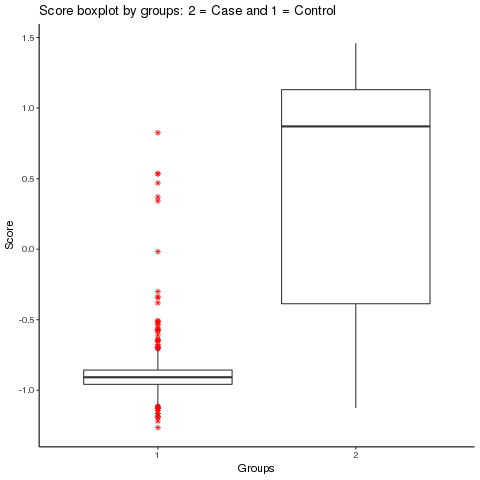 Score boxplot by groups: 2 = Case and 1 = Control
1.5
1.0
0.5
0.0
-0.5
-1.0
Score
1 2
Groups